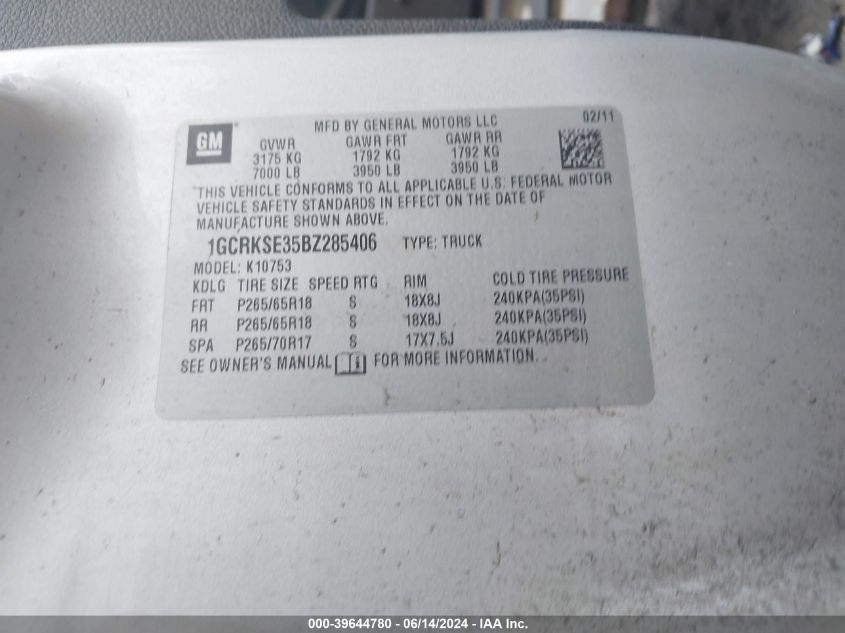 GM
MFD BY GENERAL MOTORS LLC 02/11
GVWR GAWR FRT GAWR RR
3175 KG 1792 KG 1792 KG
7000 LB 3950 LB 3950 LB
THIS VEHICLE CONFORMS TO ALL APPLICABLE U.S. FEDERAL MOTOR
VEHICLE SAFETY STANDARDS IN EFFECT ON THE DATE OF
MANUFACTURE SHOWN ABOVE.
1GCRKSE35BZ285406 TYPE: TRUCK
MODEL: K10753
KDLG TIRE SIZE SPEED RTG RIM COLD TIRE PRESSURE
FRT P265/65R18 S 18X8J 240KPA(35PSI)
RR P265/65R18 S 18X8J 240KPA(35PSI)
SPA P265/70R17 S 17X7.5J 240KPA(35PSI)
SEE OWNER'S MANUAL i FOR MORE INFORMATION.
000-39644780 - 06/14/2024 - IAA Inc.